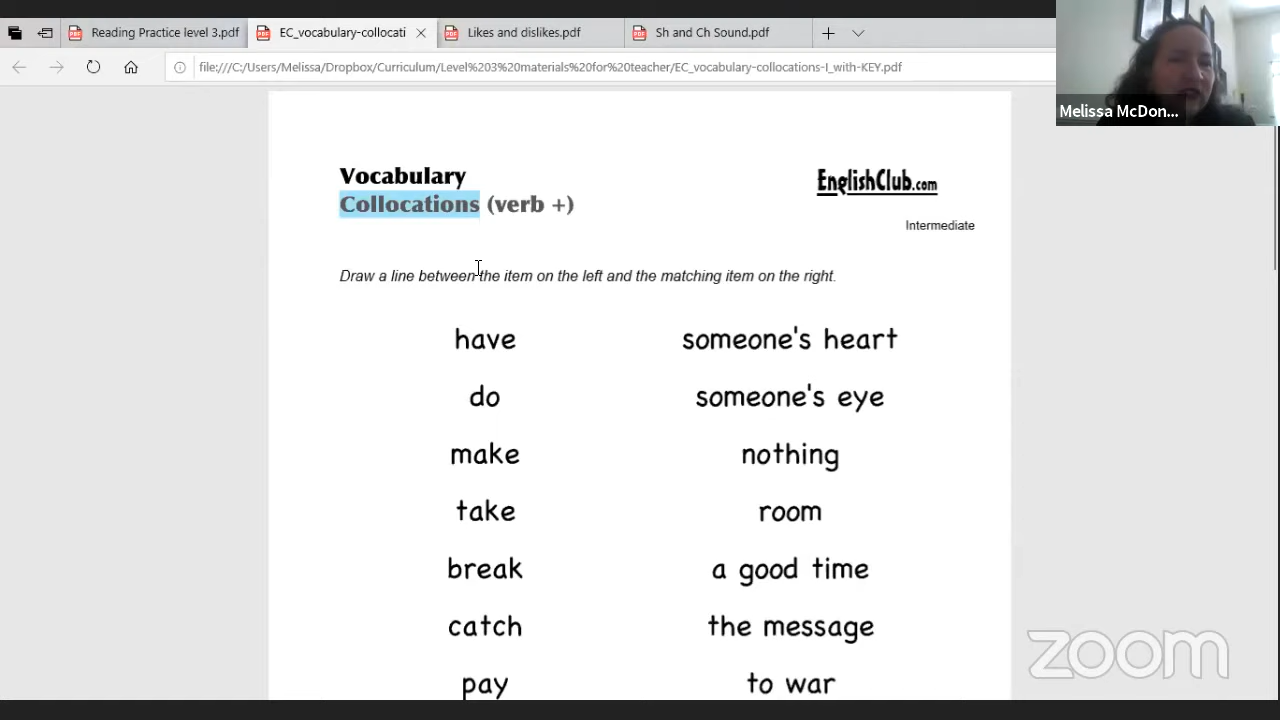 Reading Practice level 3.pdf
EC_vocabulary-collocati
Likes and dislikes.pdf
Sh and Ch Sound.pdf
file:///C:/Users/Melissa/Dropbox/Curriculum/Level%203%20materials%20for%20teacher/EC_vocabulary-collocations-I_with-KEY.pdf
Melissa McDon...
Vocabulary
EnglishClub.com
Collocations (verb +)
Intermediate
Draw a line between the item on the left and the matching item on the right.
have someone's heart
do someone's eye
make nothing
take room
break a good time
catch the message
pay to war
zoom